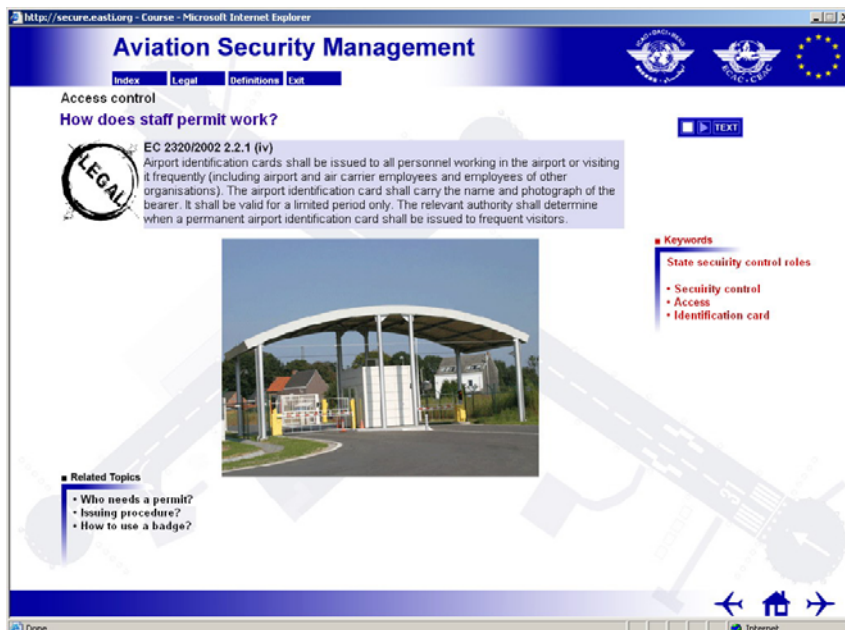 http://secure.easti.org - Course - Microsoft Internet Explorer
Aviation Security Management
Index Legal Definitions Exit
Access control
How does staff permit work?
TEXT
LEGAL
EC 2320/2002 2.2.1 (iv)
Airport identification cards shall be issued to all personnel working in the airport or visiting
it frequently (including airport and air carrier employees and employees of other
organisations). The airport identification card shall carry the name and photograph of the
bearer. It shall be valid for a limited period only. The relevant authority shall determine
when a permanent airport identification card shall be issued to frequent visitors.
Keywords
State secuirity control roles
• Secuirity control
• Access
• Identification card
Related Topics
• Who needs a permit?
• Issuing procedure?
• How to use a badge?
Done
Internet